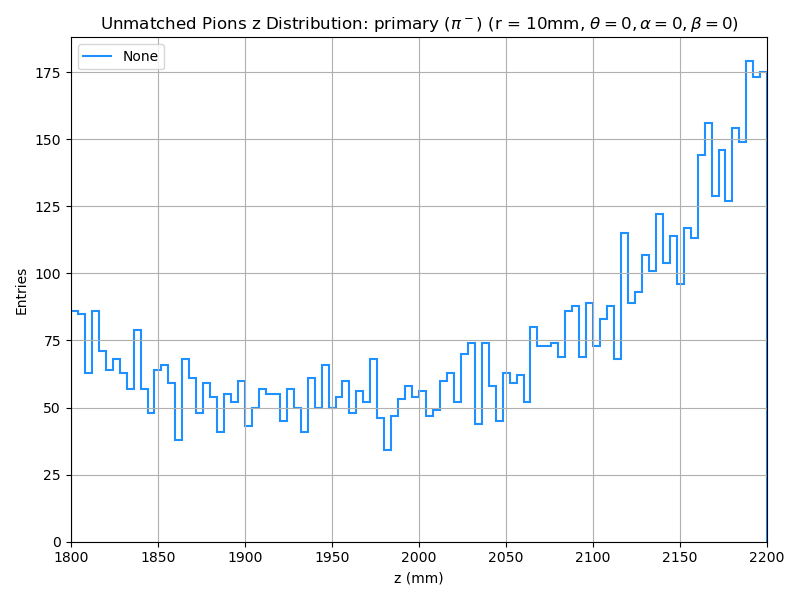 Unmatched Pions z Distribution: primary (π⁻) (r = 10mm, θ = 0, α = 0, β = 0)
None
175
150
125
100
75
50
25
0
Entries
1800 1850 1900 1950 2000 2050 2100 2150 2200
z (mm)